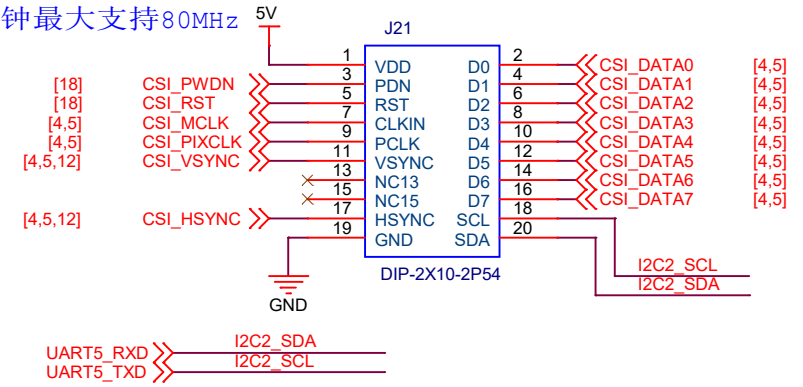 钟最大支持80MHz
5V
J21
1 VDD D0 2 CSI_DATA0 [4,5]
[18] CSI_PWDN 3 PDN D1 4 CSI_DATA1 [4,5]
[18] CSI_RST 5 RST D2 6 CSI_DATA2 [4,5]
[4,5] CSI_MCLK 7 CLKIN D3 8 CSI_DATA3 [4,5]
[4,5] CSI_PIXCLK 9 PCLK D4 10 CSI_DATA4 [4,5]
[4,5,12] CSI_VSYNC 11 VSYNC D5 12 CSI_DATA5 [4,5]
13 NC13 D6 14 CSI_DATA6 [4,5]
15 NC15 D7 16 CSI_DATA7 [4,5]
[4,5,12] CSI_HSYNC 17 HSYNC SCL 18
19 GND SDA 20
I2C2_SCL
DIP-2X10-2P54
I2C2_SDA
GND
I2C2_SDA
UART5_RXD
I2C2_SCL
UART5_TXD